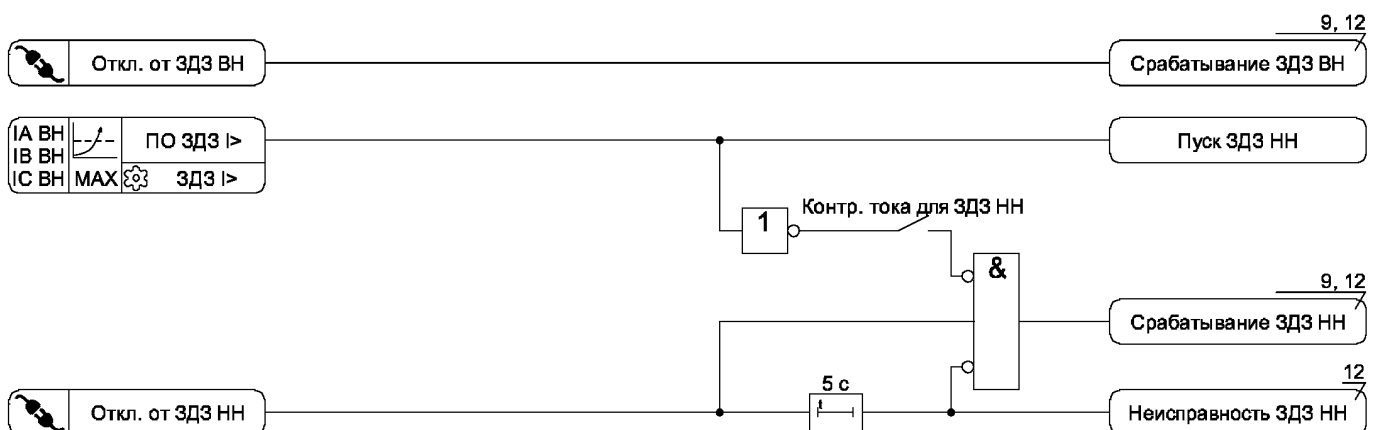 9, 12
Откл. от ЗДЗ ВН
Срабатывание ЗДЗ ВН
IA ВН
IB ВН
IC ВН
MAX
ПО ЗДЗ I>
ЗДЗ I>
Пуск ЗДЗ НН
1
Контр. тока для ЗДЗ НН
&
9, 12
Срабатывание ЗДЗ НН
12
5 с
t
Откл. от ЗДЗ НН
Неисправность ЗДЗ НН